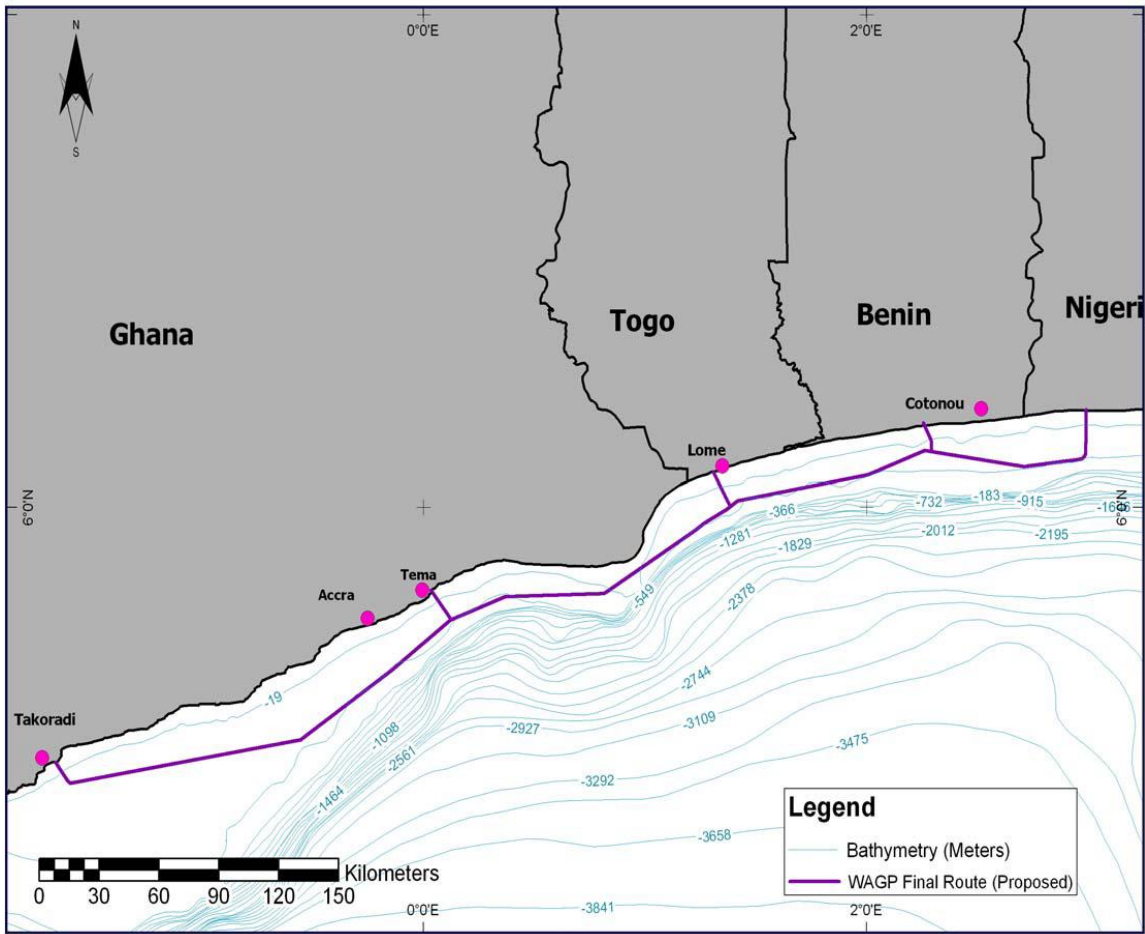 N
S
0°0'E
2°0'E
Ghana
Togo
Benin
Nigeri
Cotonou
Lome
6°0'N
6°0'N
-366
-732
-183
-915
-1281
-1829
-2012
-2195
Tema
Accra
-549
-2378
-19
-2744
Takoradi
-1098
-2927
-3109
-2561
-3475
-3292
-1464
-3658
Legend
Bathymetry (Meters)
WAGP Final Route (Proposed)
Kilometers
0 30 60 90 120 150
0°0'E
2°0'E
-3841